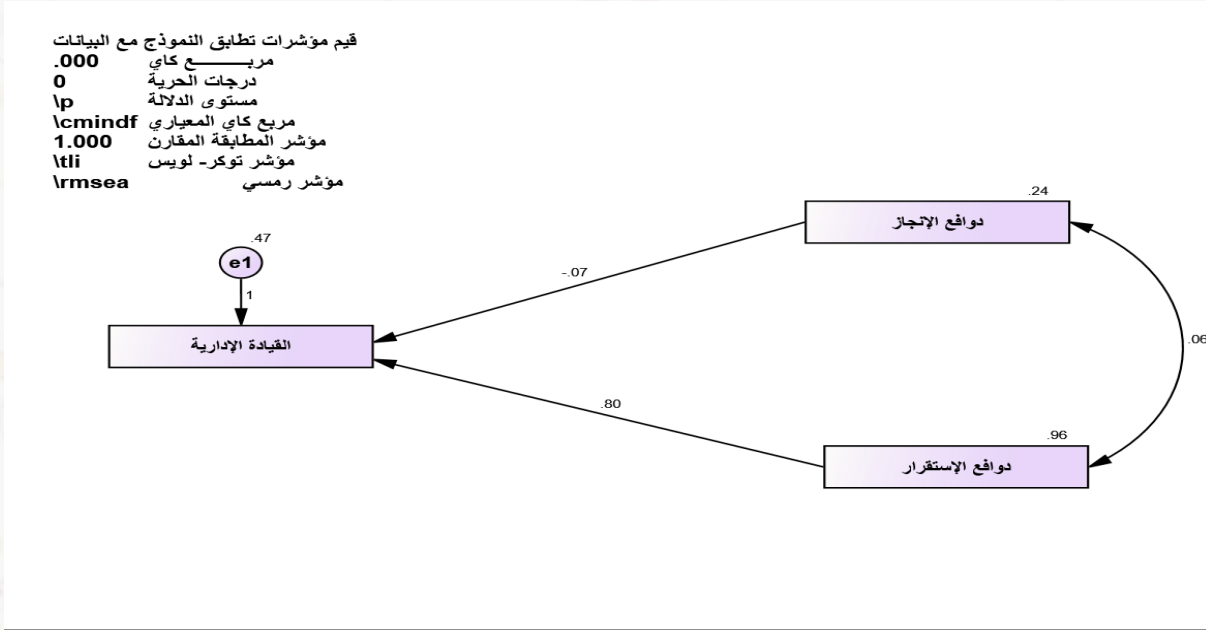 قيم مؤشرات تطابق النموذج مع البيانات
مربـــــــع كاي .000
درجات الحرية 0
مستوى الدلالة \p
مربع كاي المعياري \cmindf
مؤشر المطابقة المقارن 1.000
مؤشر توكر- لويس \tli
مؤشر رمسي \rmsea
.24
دوافع الإنجاز
.47
e1
-.07
1
القيادة الإدارية
.06
.80
.96
دوافع الإستقرار